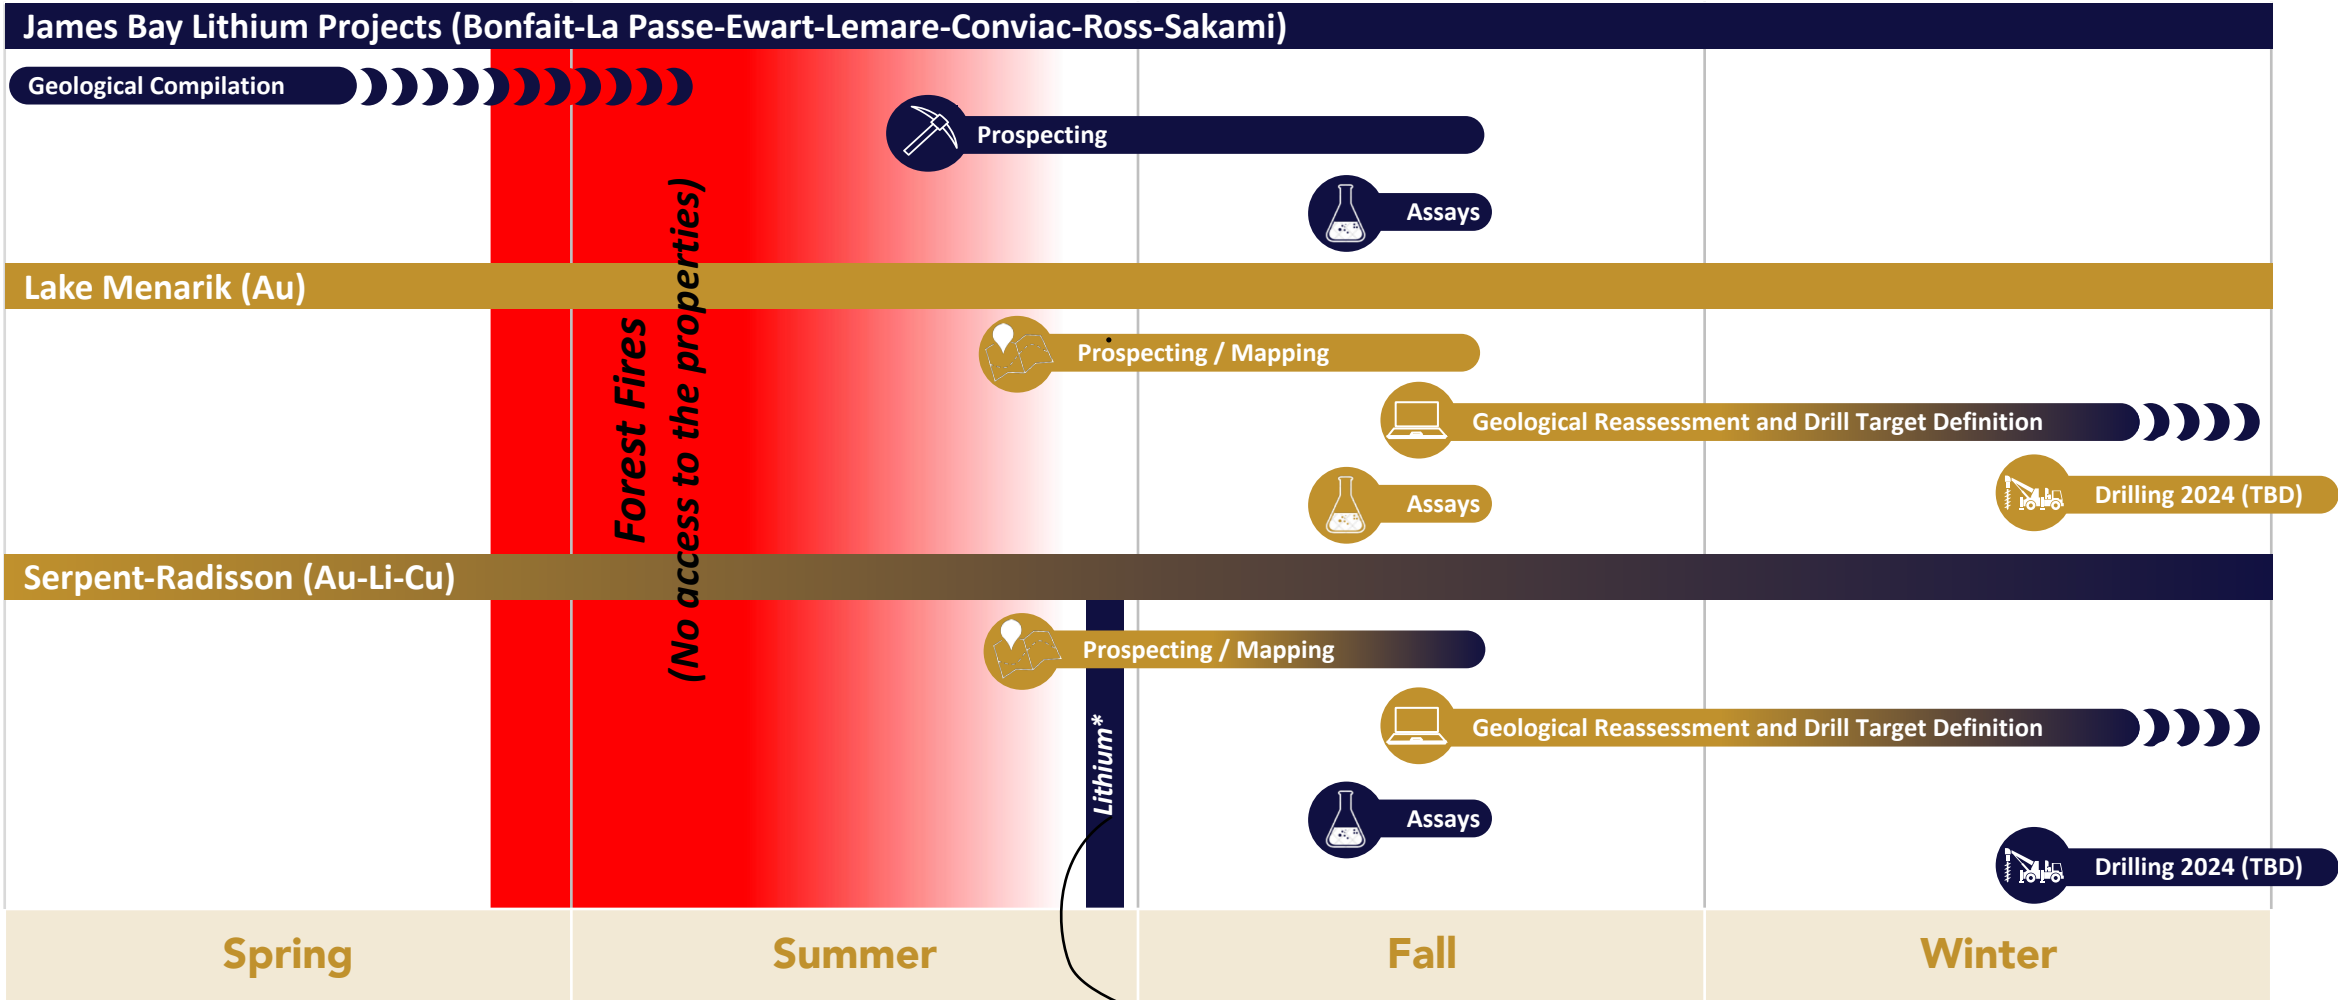 James Bay Lithium Projects (Bonfait-La Passe-Ewart-Lemare-Conviac-Ross-Sakami)
Geological Compilation
Prospecting
Assays
Forest Fires
(No access to the properties)
Lake Menarik (Au)
Prospecting / Mapping
Geological Reassessment and Drill Target Definition
Assays
Drilling 2024 (TBD)
Serpent-Radisson (Au-Li-Cu)
Prospecting / Mapping
Lithium*
Geological Reassessment and Drill Target Definition
Assays
Drilling 2024 (TBD)
Spring
Summer
Fall
Winter